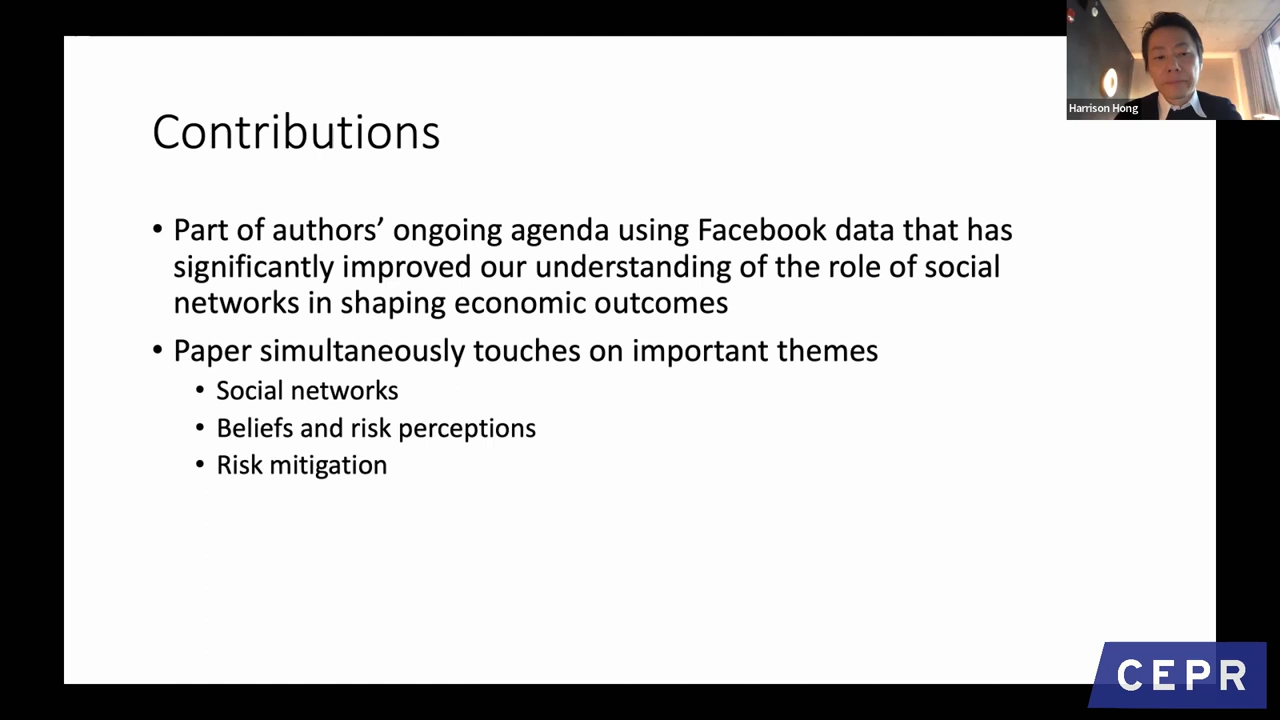 Harrison Hong
Contributions
• Part of authors’ ongoing agenda using Facebook data that has
significantly improved our understanding of the role of social
networks in shaping economic outcomes
• Paper simultaneously touches on important themes
• Social networks
• Beliefs and risk perceptions
• Risk mitigation
CEPR